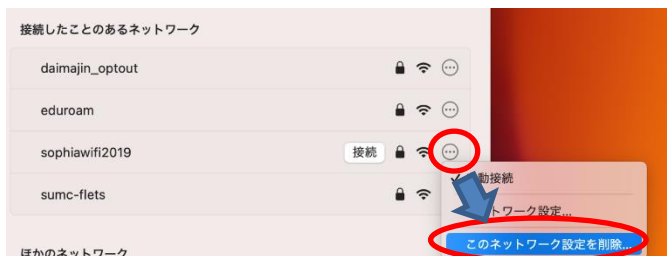 接続したことのあるネットワーク
daimajin_optout
eduroam
sophiawifi2019
接続
動接続
sumc-flets
トワーク設定...
このネットワーク設定を削除...
ほかのネットワーク